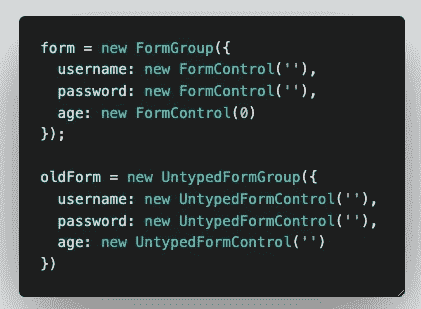 form = new FormGroup({
  username: new FormControl(''),
  password: new FormControl(''),
  age: new FormControl(0)
});

oldForm = new UntypedFormGroup({
  username: new UntypedFormControl(''),
  password: new UntypedFormControl(''),
  age: new UntypedFormControl('')
})